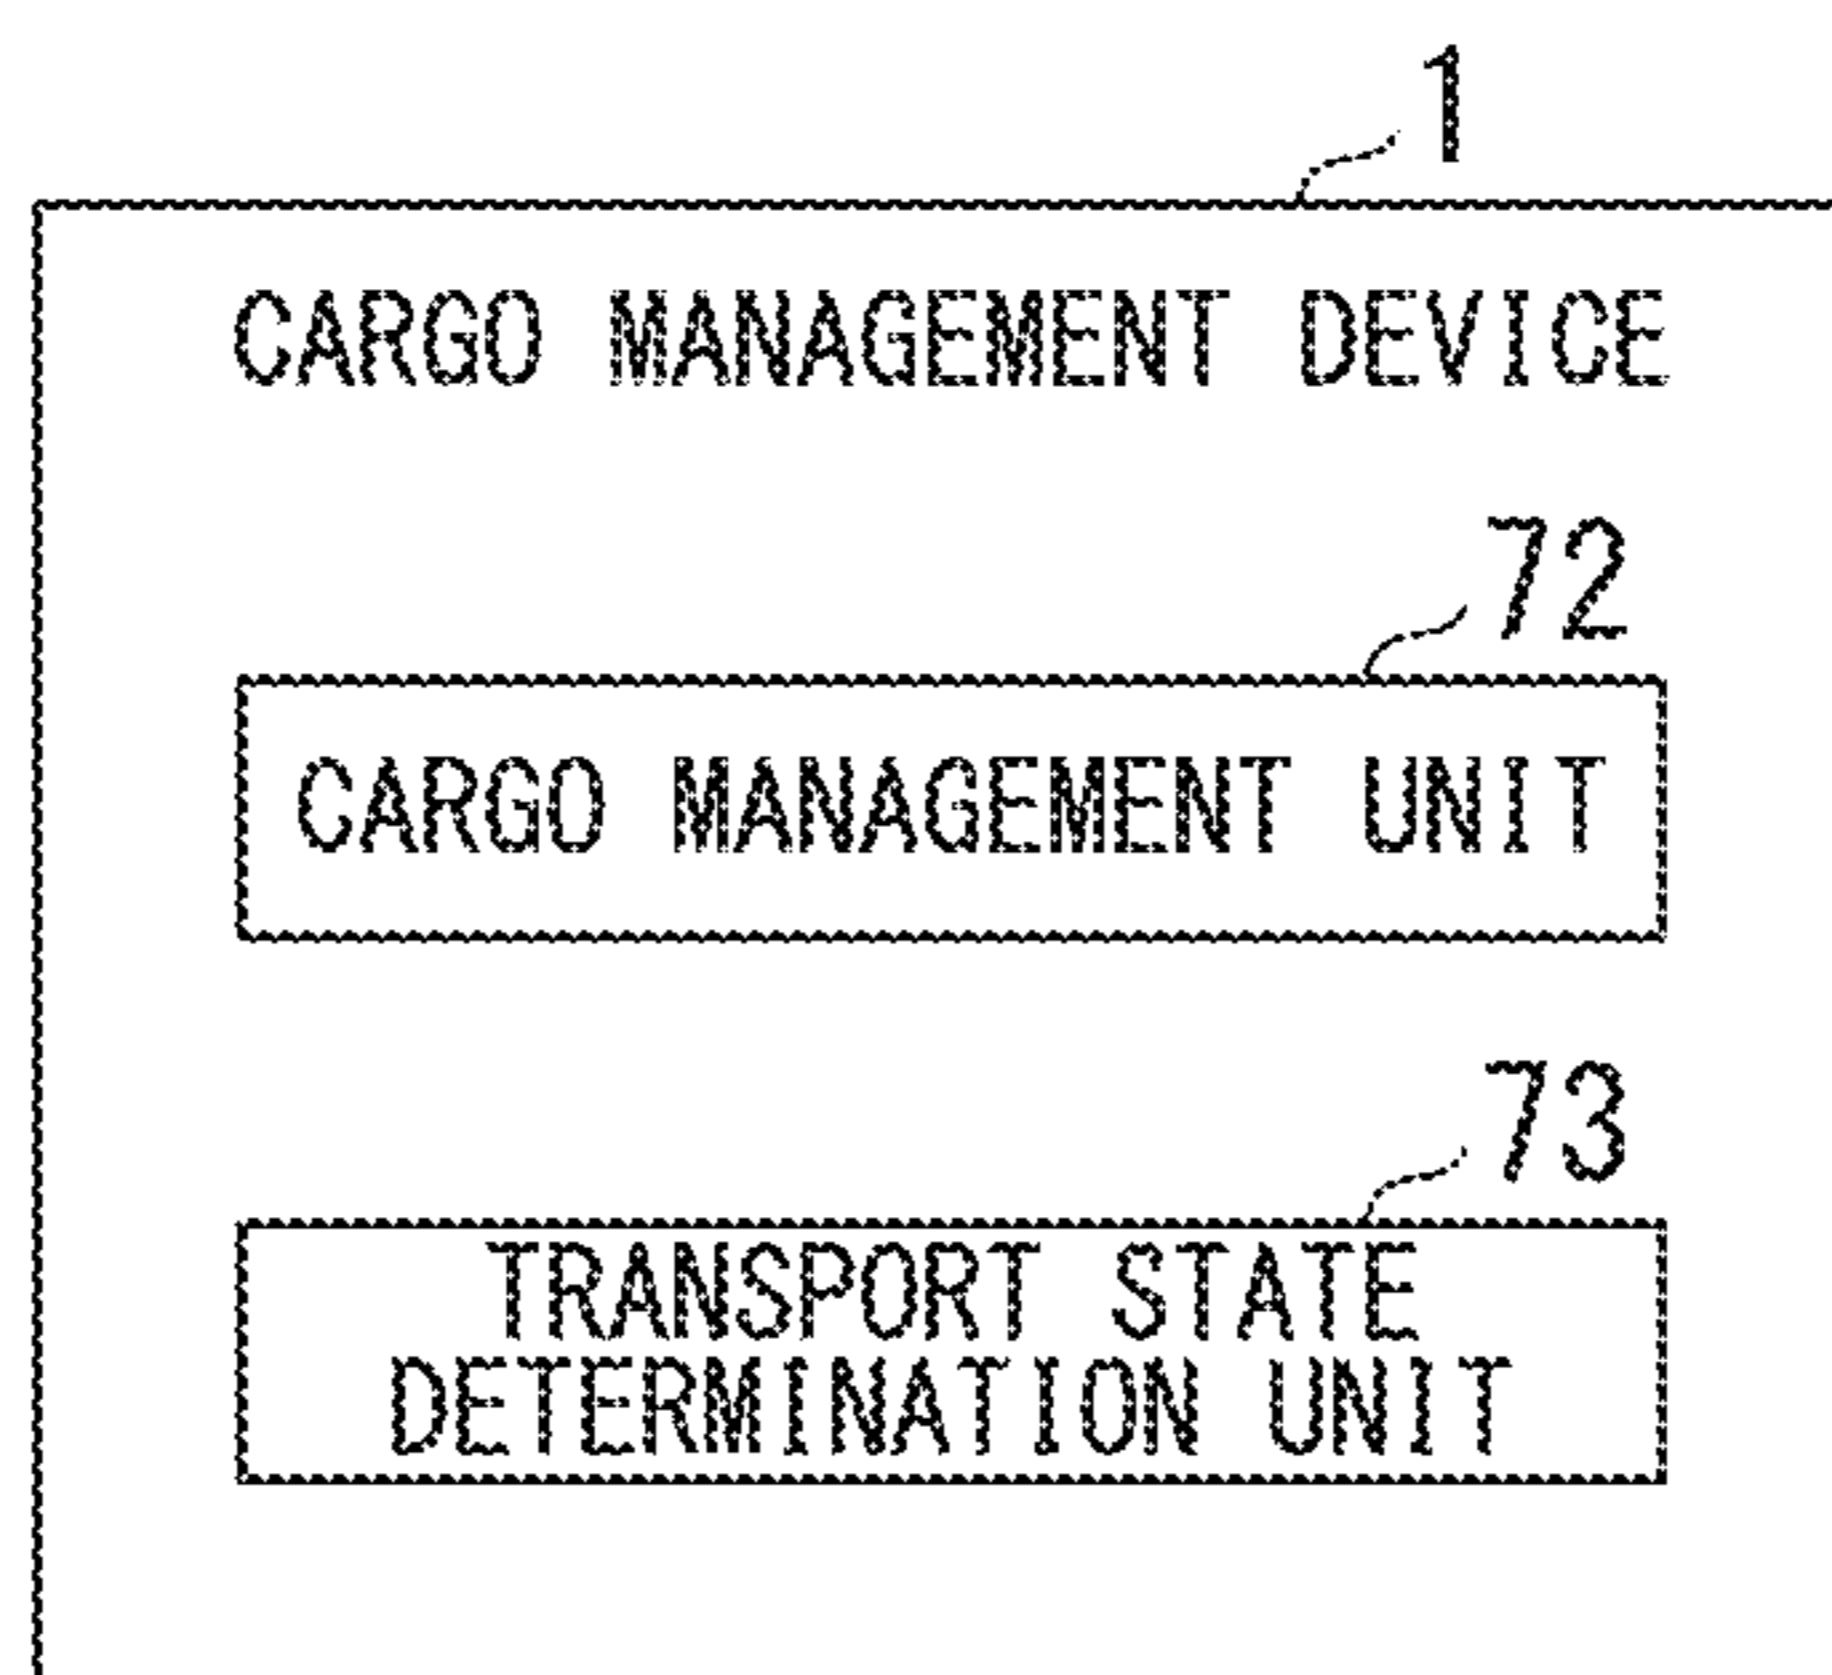 1
CARGO MANAGEMENT DEVICE
72
CARGO MANAGEMENT UNIT
73
TRANSPORT STATE
DETERMINATION UNIT